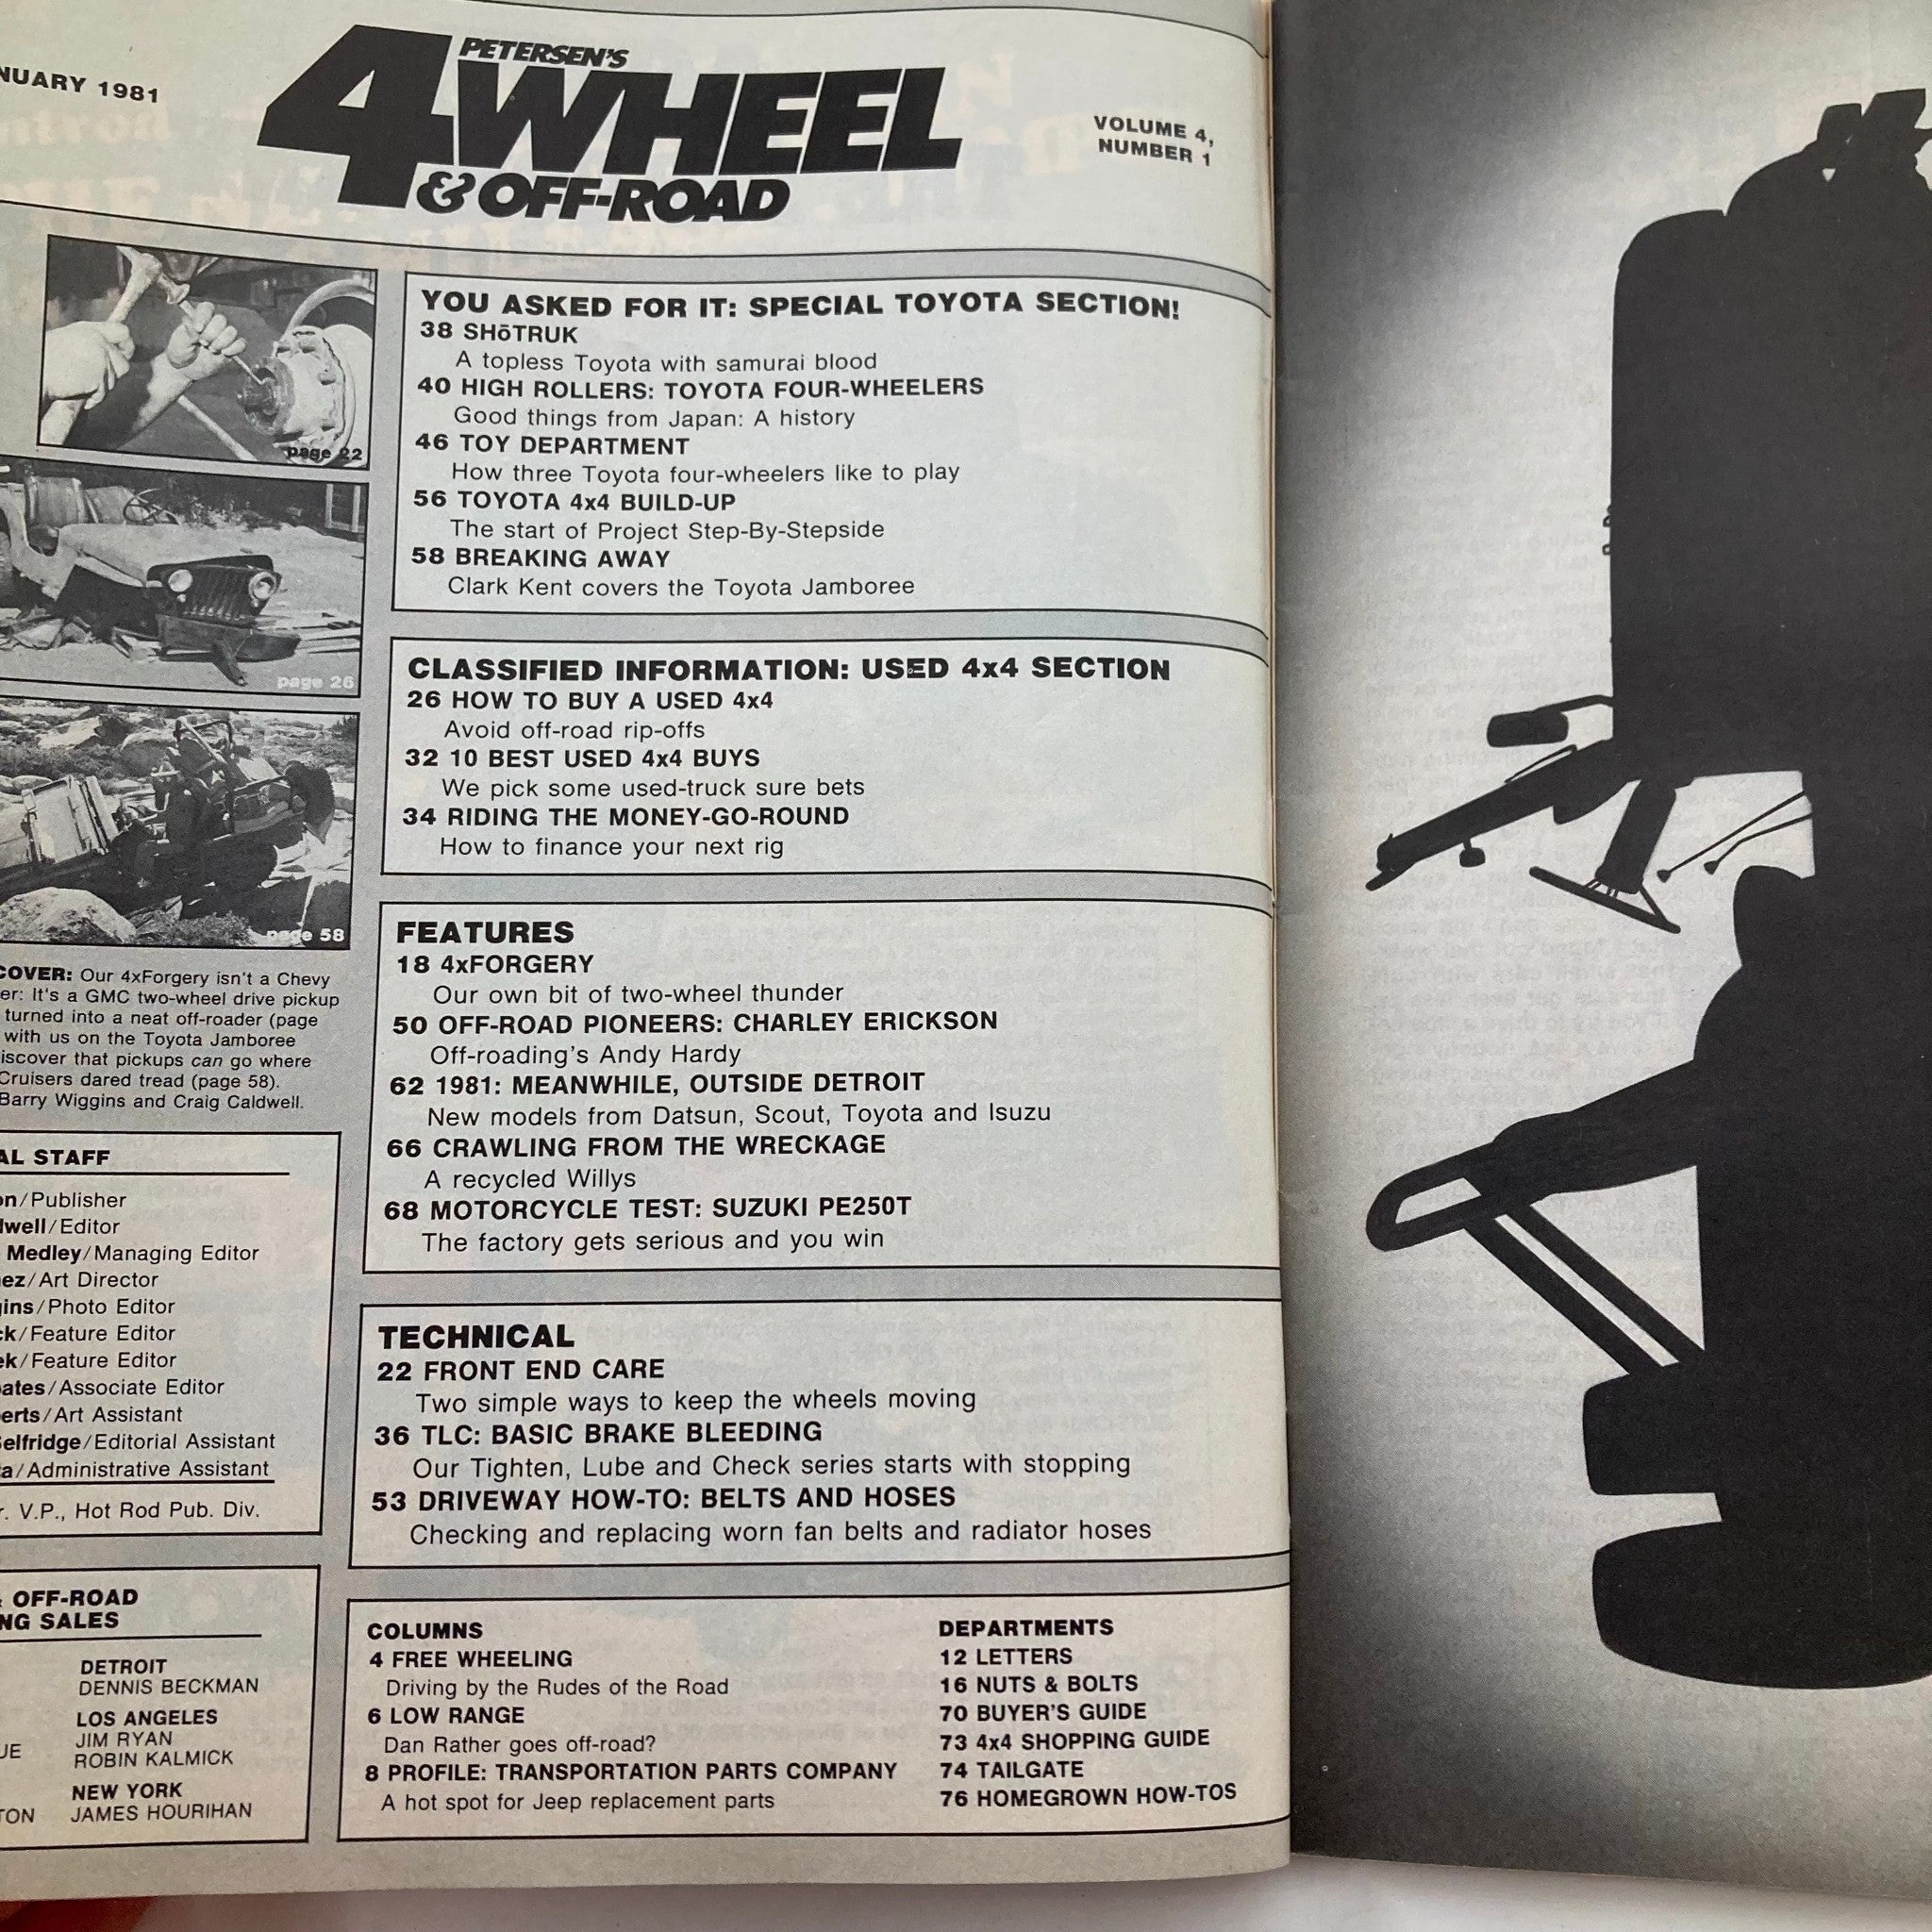 1981
PETERSEN'S
4WHEEL
& OFF-ROAD
VOLUME 4,
NUMBER 1
page 22
page 26
page 58
COVER: Our 4xForgery isn't a Chevy
It's a GMC two-wheel drive pickup
turned into a neat off-roader (page
with us on the Toyota Jamboree
that pickups can go where
Cruisers dared tread (page 58).
Barry Wiggins and Craig Caldwell.
STAFF
/Publisher
/Editor
Medley/Managing Editor
/Art Director
/Photo Editor
/Feature Editor
/Feature Editor
/Associate Editor
/Art Assistant
Selfridge/Editorial Assistant
/Administrative Assistant
V.P., Hot Rod Pub. Div.
OFF-ROAD
SALES
DETROIT
DENNIS BECKMAN
LOS ANGELES
JIM RYAN
ROBIN KALMICK
NEW YORK
JAMES HOURIHAN
YOU ASKED FOR IT: SPECIAL TOYOTA SECTION!
38 SHōTRUK
A topless Toyota with samurai blood
40 HIGH ROLLERS: TOYOTA FOUR-WHEELERS
Good things from Japan: A history
46 TOY DEPARTMENT
How three Toyota four-wheelers like to play
56 TOYOTA 4x4 BUILD-UP
The start of Project Step-By-Stepside
58 BREAKING AWAY
Clark Kent covers the Toyota Jamboree
CLASSIFIED INFORMATION: USED 4x4 SECTION
26 HOW TO BUY A USED 4x4
Avoid off-road rip-offs
32 10 BEST USED 4x4 BUYS
We pick some used-truck sure bets
34 RIDING THE MONEY-GO-ROUND
How to finance your next rig
FEATURES
18 4xFORGERY
Our own bit of two-wheel thunder
50 OFF-ROAD PIONEERS: CHARLEY ERICKSON
Off-roading's Andy Hardy
62 1981: MEANWHILE, OUTSIDE DETROIT
New models from Datsun, Scout, Toyota and Isuzu
66 CRAWLING FROM THE WRECKAGE
A recycled Willys
68 MOTORCYCLE TEST: SUZUKI PE250T
The factory gets serious and you win
TECHNICAL
22 FRONT END CARE
Two simple ways to keep the wheels moving
36 TLC: BASIC BRAKE BLEEDING
Our Tighten, Lube and Check series starts with stopping
53 DRIVEWAY HOW-TO: BELTS AND HOSES
Checking and replacing worn fan belts and radiator hoses
COLUMNS
4 FREE WHEELING
Driving by the Rudes of the Road
6 LOW RANGE
Dan Rather goes off-road?
8 PROFILE: TRANSPORTATION PARTS COMPANY
A hot spot for Jeep replacement parts
DEPARTMENTS
12 LETTERS
16 NUTS & BOLTS
70 BUYER'S GUIDE
73 4x4 SHOPPING GUIDE
74 TAILGATE
76 HOMEGROWN HOW-TOS